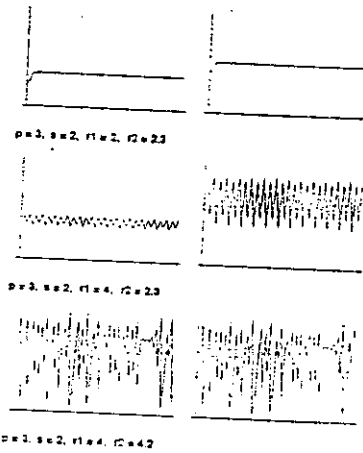 p = 3, s = 2, r1 = 2, r2 = 2.3
p = 3, s = 2, r1 = 4, r2 = 2.3
p = 3, s = 2, r1 = 4, r2 = 4.2